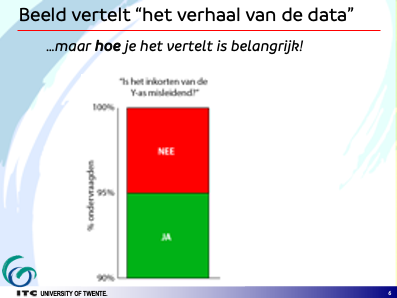 Beeld vertelt “het verhaal van de data”
...maar hoe je het vertelt is belangrijk!
"Is het inkorten van de
Y-as misleidend?"
100%
NEE
95%
% ondervraagden
JA
90%
ITC UNIVERSITY OF TWENTE.
6